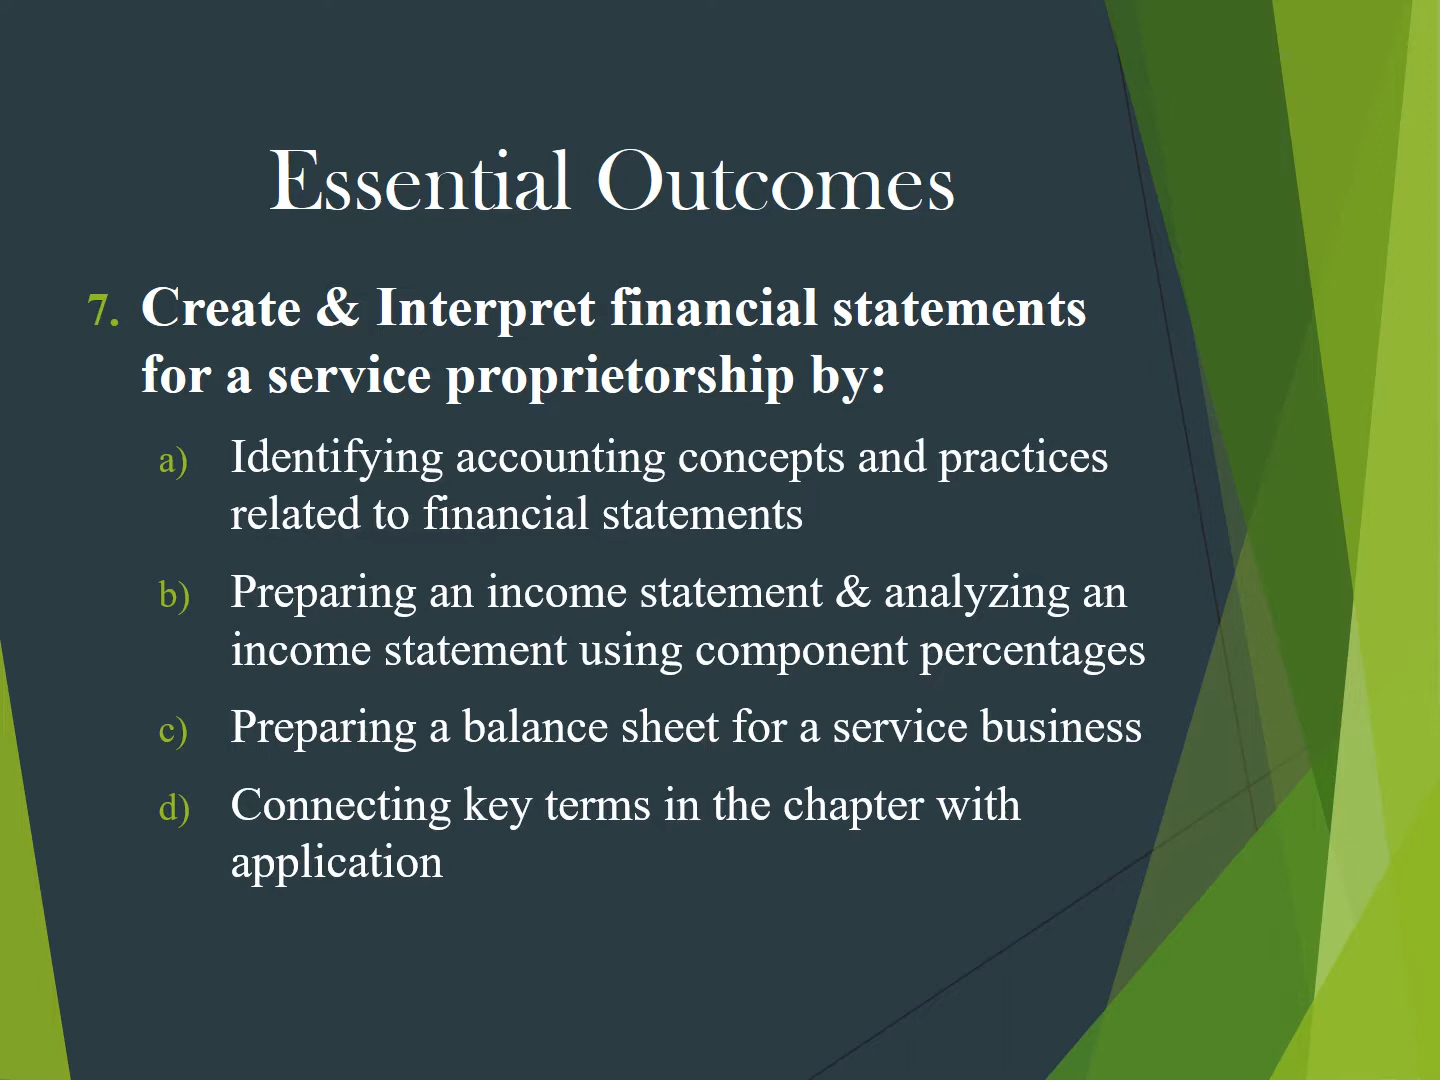 Essential Outcomes
7. Create & Interpret financial statements
for a service proprietorship by:
a) Identifying accounting concepts and practices
related to financial statements
b) Preparing an income statement & analyzing an
income statement using component percentages
c) Preparing a balance sheet for a service business
d) Connecting key terms in the chapter with
application